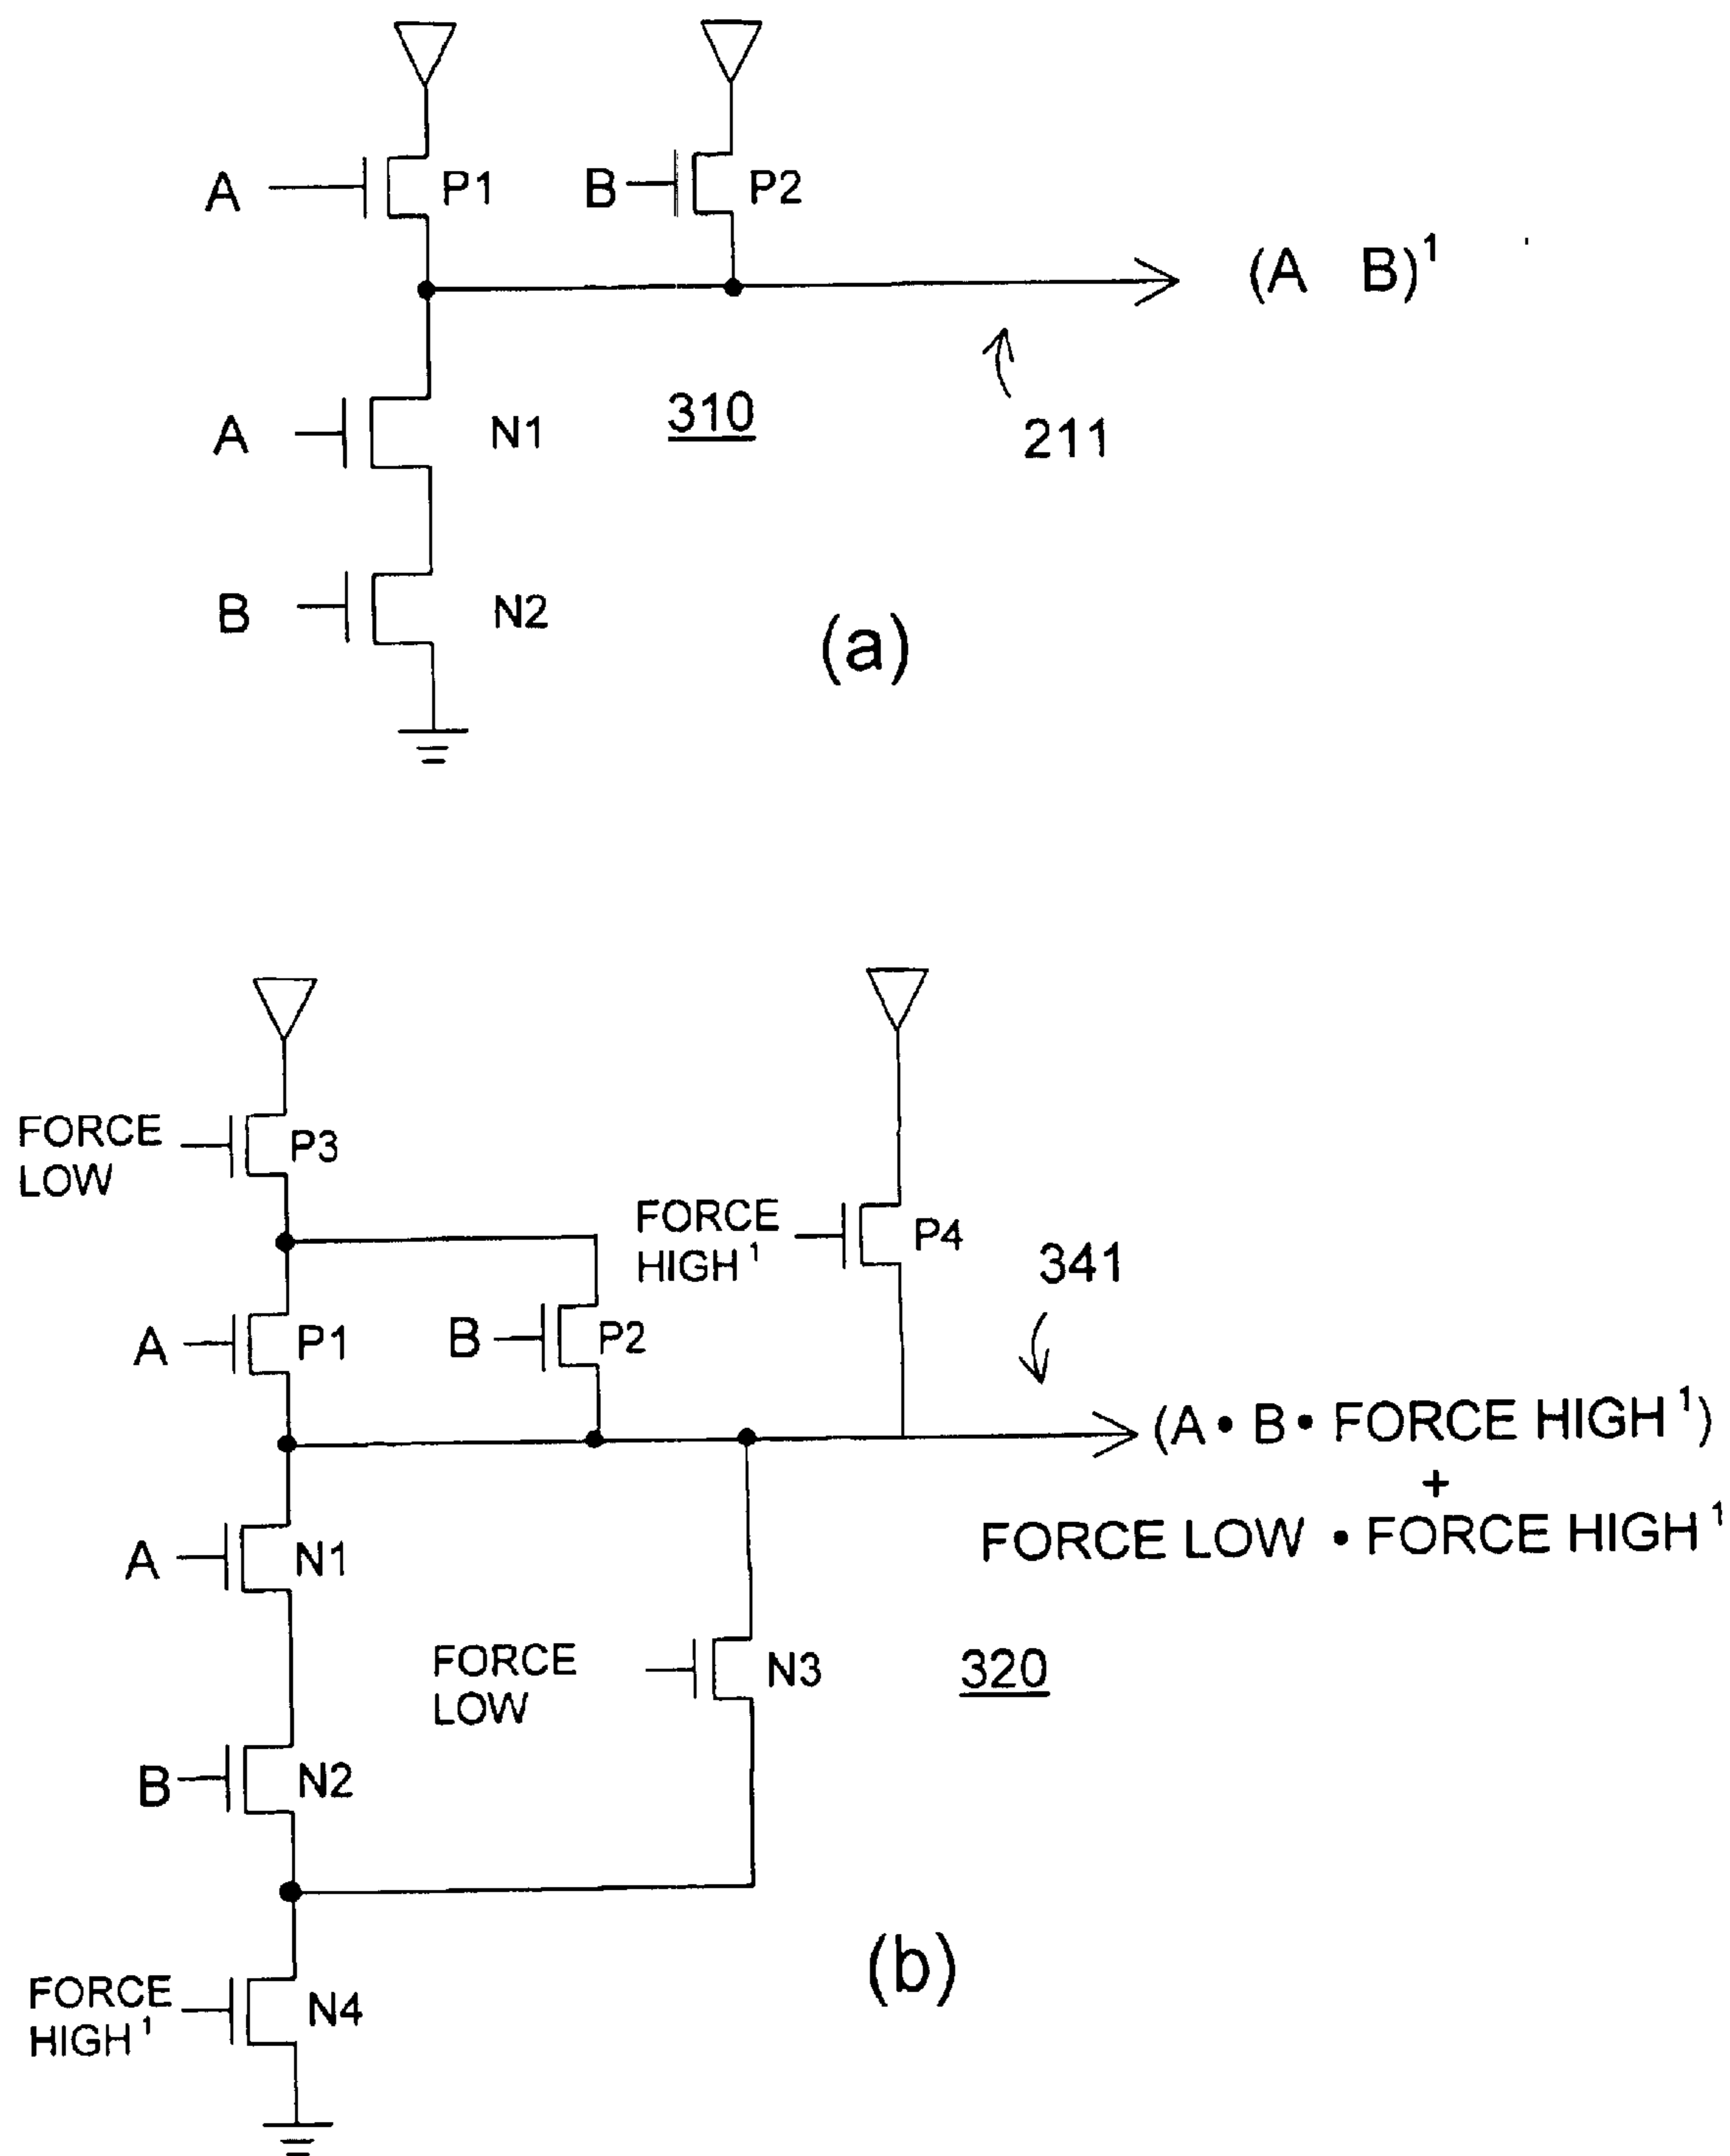 A
P1
B
P2
(A B)¹
A
N1
310
211
B
N2
(a)
FORCE
LOW
P3
FORCE
HIGH¹
P4
341
A
P1
B
P2
(A • B • FORCE HIGH¹)
+
FORCE LOW • FORCE HIGH¹
A
N1
FORCE
LOW
N3
320
B
N2
(b)
FORCE
HIGH¹
N4